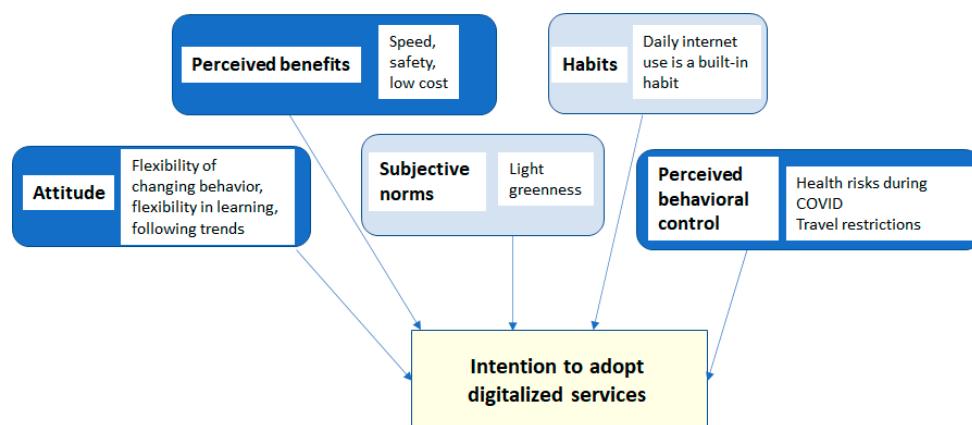 Perceived benefits
Speed,
safety,
low cost
Habits
Daily internet
use is a built-in
habit
Attitude
Flexibility of
changing behavior,
flexibility in learning,
following trends
Subjective
norms
Light
greenness
Perceived
behavioral
control
Health risks during
COVID
Travel restrictions
Intention to adopt
digitalized services